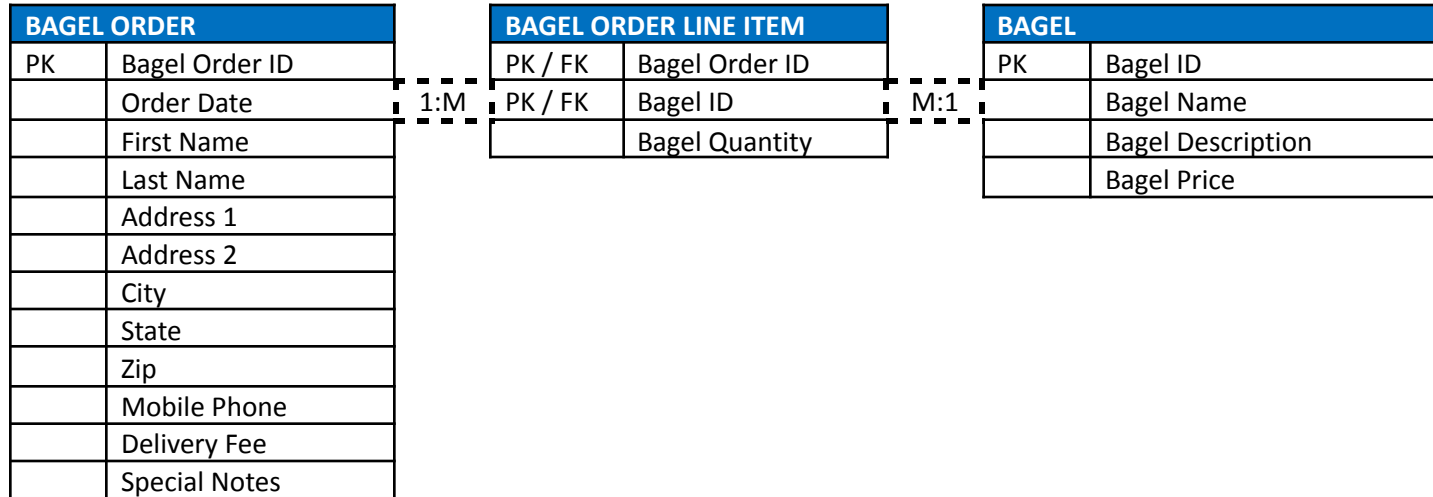 BAGEL ORDER
PK Bagel Order ID
Order Date
First Name
Last Name
Address 1
Address 2
City
State
Zip
Mobile Phone
Delivery Fee
Special Notes
1:M
BAGEL ORDER LINE ITEM
PK / FK Bagel Order ID
PK / FK Bagel ID
Bagel Quantity
M:1
BAGEL
PK Bagel ID
Bagel Name
Bagel Description
Bagel Price